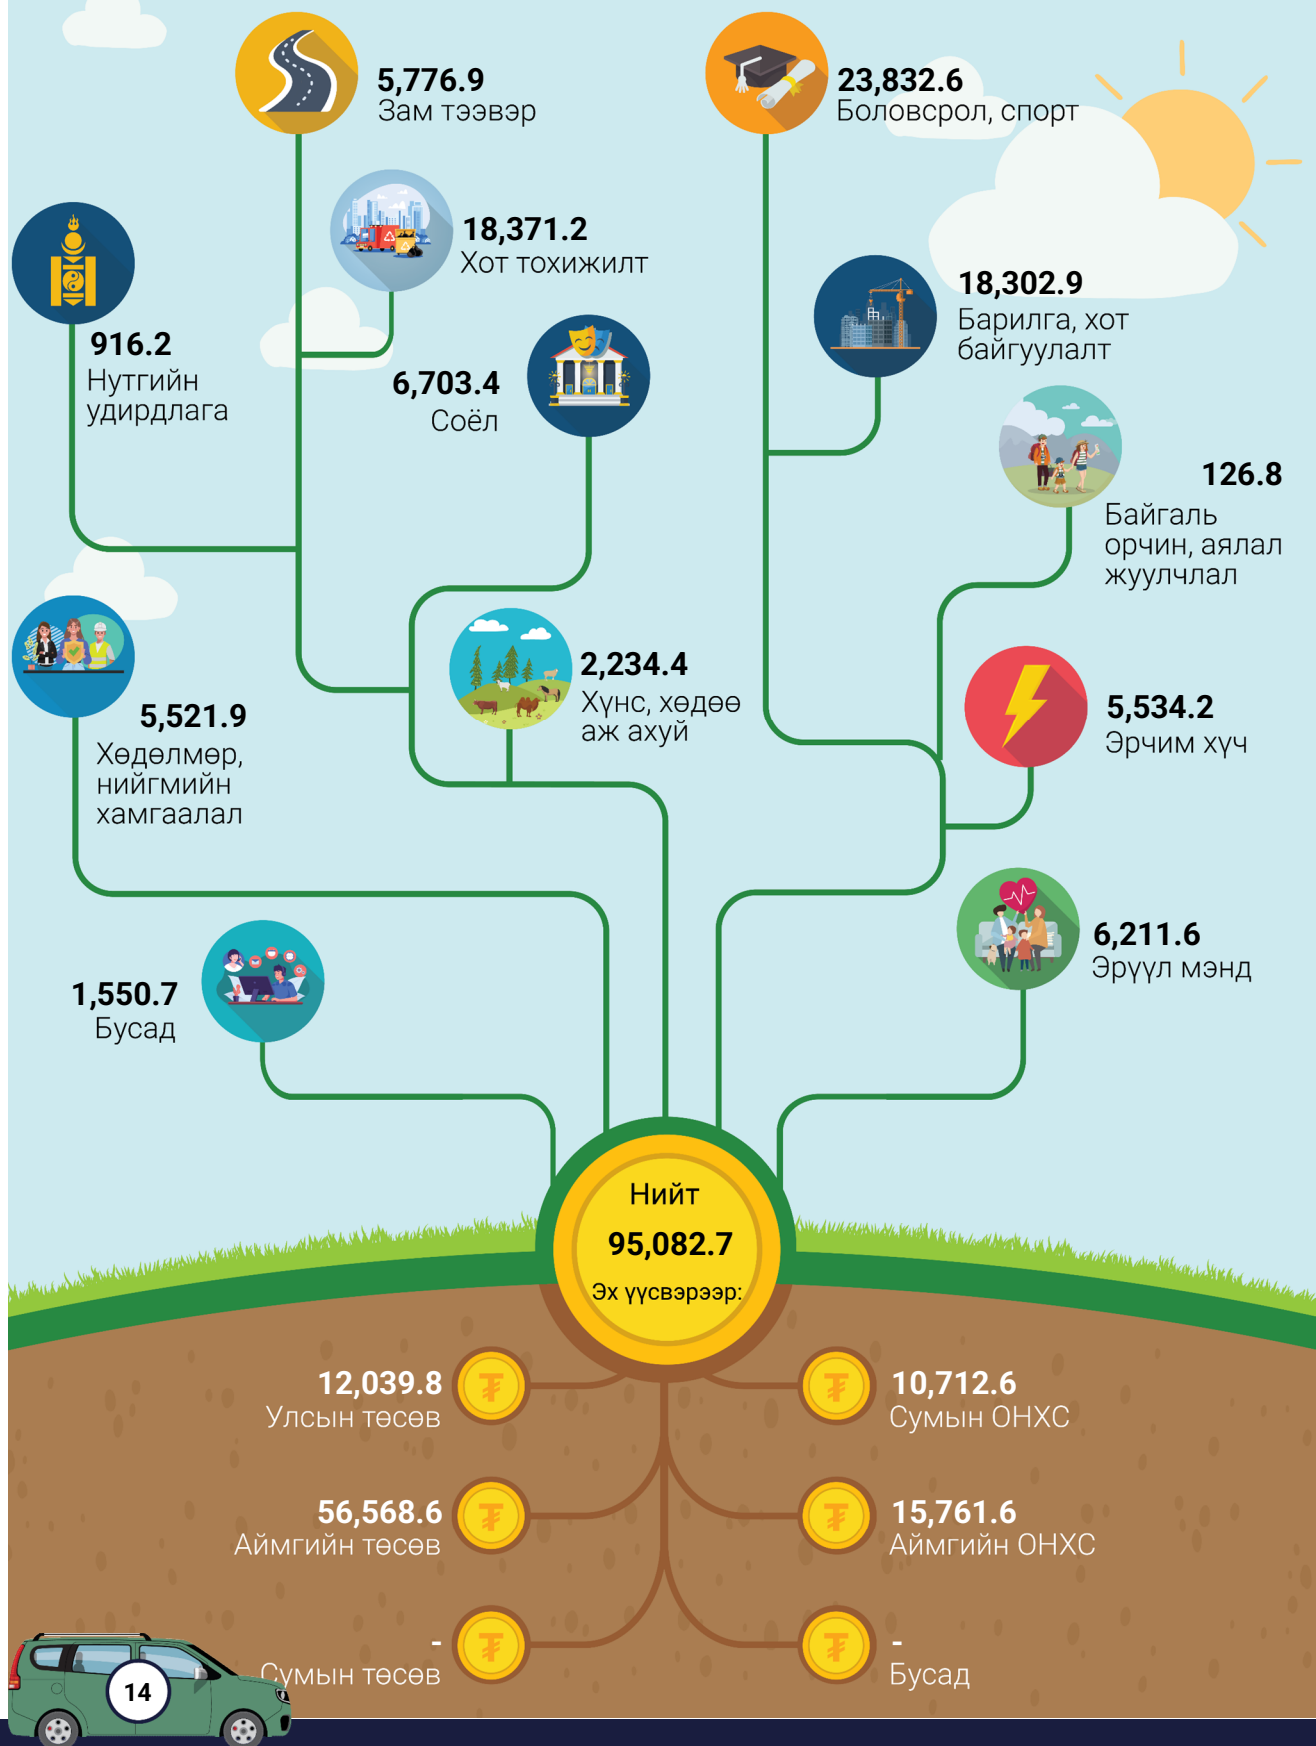 5,776.9
Зам тээвэр
23,832.6
Боловсрол, спорт
18,371.2
Хот тохижилт
916.2
Нутгийн
удирдлага
6,703.4
Соёл
18,302.9
Барилга, хот
байгуулалт
126.8
Байгаль
орчин, аялал
жуулчлал
2,234.4
Хүнс, хөдөө
аж ахуй
5,521.9
Хөдөлмөр,
нийгмийн
хамгаалал
5,534.2
Эрчим хүч
1,550.7
Бусад
6,211.6
Эрүүл мэнд
Нийт
95,082.7
Эх үүсвэрээр:
12,039.8
Улсын төсөв
₮
₮
10,712.6
Сумын ОНХС
56,568.6
Аймгийн төсөв
₮
₮
15,761.6
Аймгийн ОНХС
-
Сумын төсөв
₮
₮
-
Бусад
14